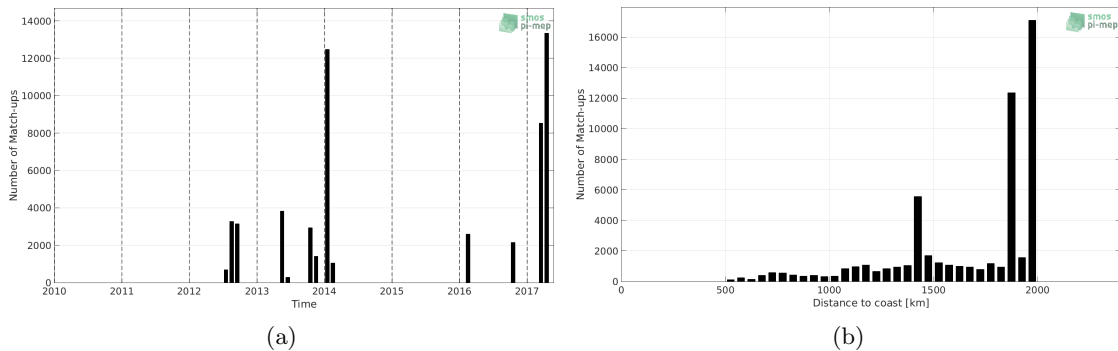 14000
12000
10000
8000
6000
4000
2000
0
Number of Match-ups
2010 2011 2012 2013 2014 2015 2016 2017
Time
smos
pi-mep
(a)
16000
14000
12000
10000
8000
6000
4000
2000
0
Number of Match-ups
0 500 1000 1500 2000
Distance to coast [km]
smos
pi-mep
(b)